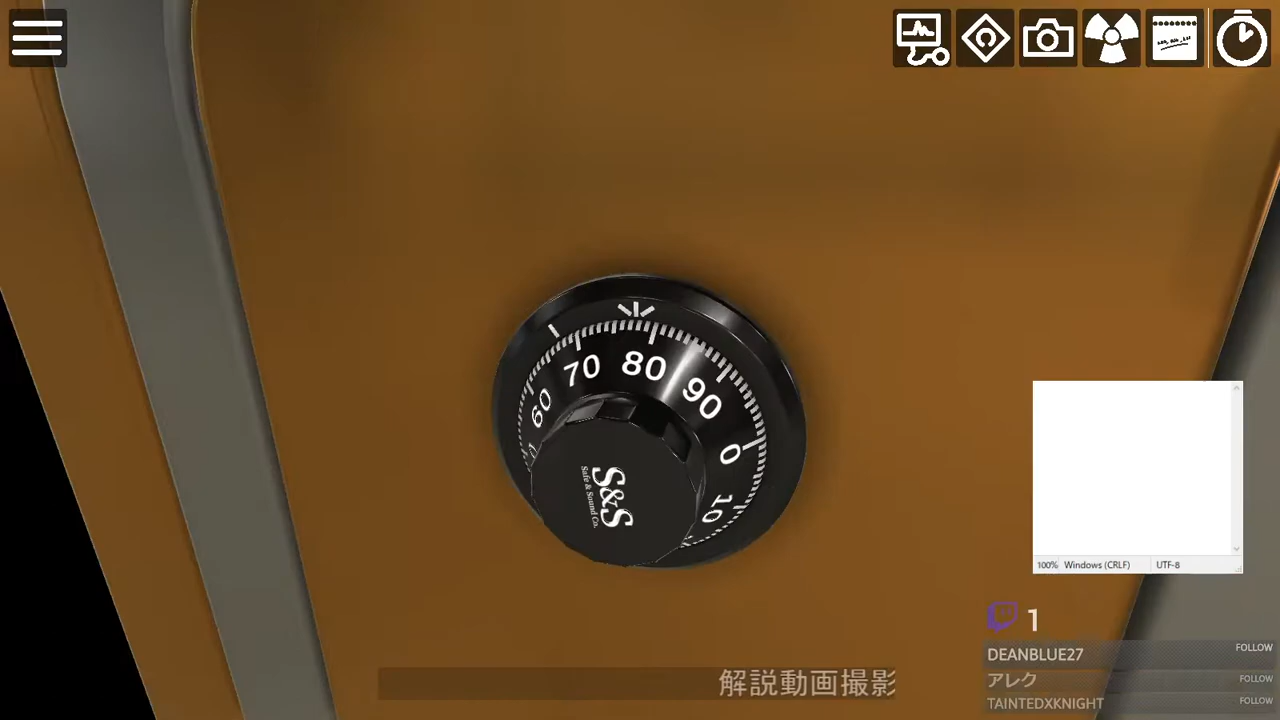 60
70
80
90
0
10
S&S
Safe & Sound Co.
100%
Windows (CRLF)
UTF-8
1
DEANBLUE27
FOLLOW
アレク
FOLLOW
TAINTEDXKNIGHT
FOLLOW
解説動画撮影